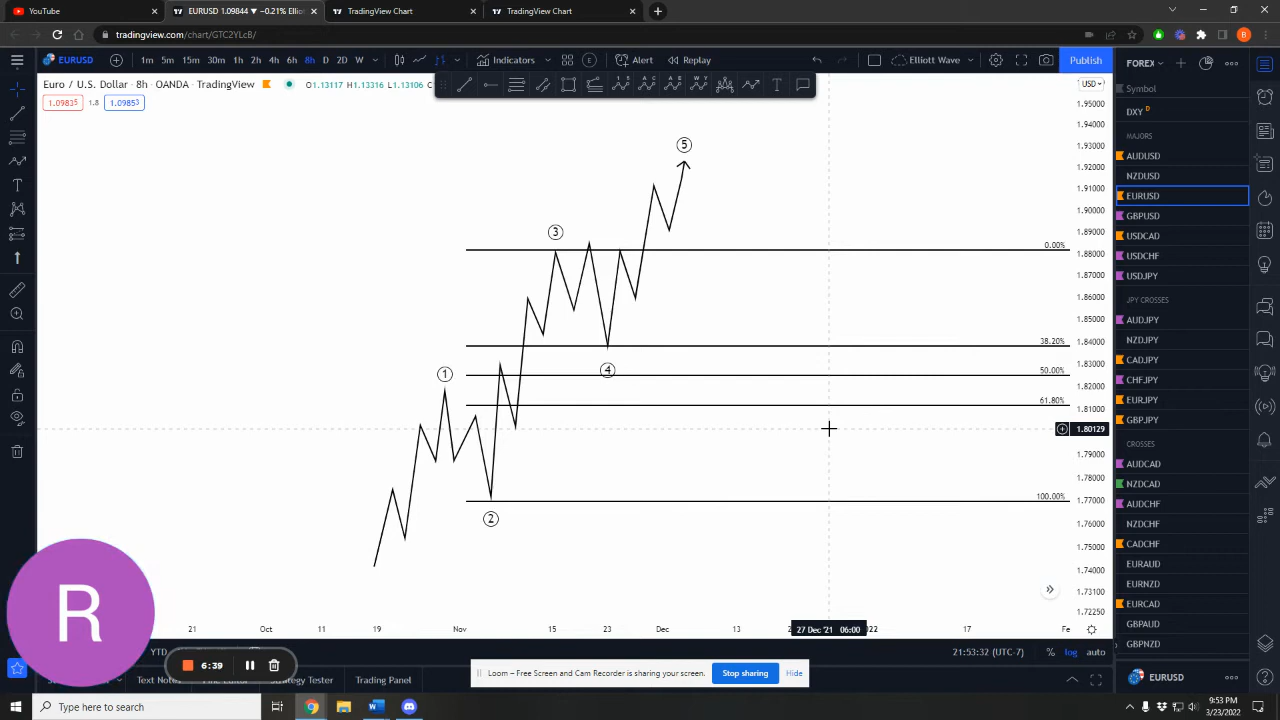 YouTube
EURUSD 1.09844 ▼ −0.21% Elliot
TradingView Chart
TradingView Chart
tradingview.com/chart/GTC2YLcB/
EURUSD
1m 5m 15m 30m 1h 2h 4h 6h 8h D 2D W
Indicators
Alert
Replay
Elliott Wave
Publish
FOREX
Euro / U.S. Dollar · 8h · OANDA · TradingView
O1.13117 H1.13316 L1.13106 C
USD
1.09835 1.8 1.09853
1.95000
1.94000
1.93000
1.92000
1.91000
1.90000
1.89000
1.88000
1.87000
1.86000
1.85000
1.84000
1.83000
1.82000
1.81000
1.80129
1.79000
1.78000
1.77000
1.76000
1.75000
1.74000
1.73100
1.72250
0.00%
38.20%
50.00%
61.80%
100.00%
1
2
3
4
5
Symbol
DXY D
MAJORS
AUDUSD
NZDUSD
EURUSD
GBPUSD
USDCAD
USDCHF
USDJPY
JPY CROSSES
AUDJPY
NZDJPY
CADJPY
CHFJPY
EURJPY
GBPJPY
CROSSES
AUDCAD
NZDCAD
AUDCHF
NZDCHF
CADCHF
EURAUD
EURNZD
EURCAD
GBPAUD
GBPNZD
EURUSD
21 Oct 11 19 Nov 15 23 Dec 13 27 Dec '21 06:00 17 Fe
YTD
21:53:32 (UTC-7)
% log auto
R
6:39
Text Notes
Strategy Tester
Trading Panel
Loom – Free Screen and Cam Recorder is sharing your screen.
Stop sharing
Hide
Type here to search
9:53 PM
3/23/2022